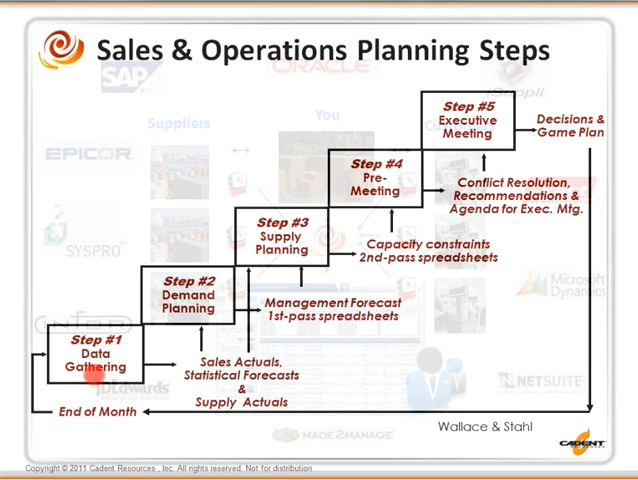 Sales & Operations Planning Steps
SAP
ORACLE
iSuppli
Suppliers
You
EPICOR
SYSPRO
infor
JDEdwards
MADE2MANAGE
Microsoft
Dynamics
NETSUITE
Step #5
Executive
Meeting
Decisions &
Game Plan
Step #4
Pre-
Meeting
Conflict Resolution,
Recommendations &
Agenda for Exec. Mtg.
Step #3
Supply
Planning
Capacity constraints
2nd-pass spreadsheets
Step #2
Demand
Planning
Management Forecast
1st-pass spreadsheets
Step #1
Data
Gathering
Sales Actuals,
Statistical Forecasts
&
Supply Actuals
End of Month
Wallace & Stahl
CADENT
Copyright © 2011 Cadent Resources , Inc. All rights reserved. Not for distribution